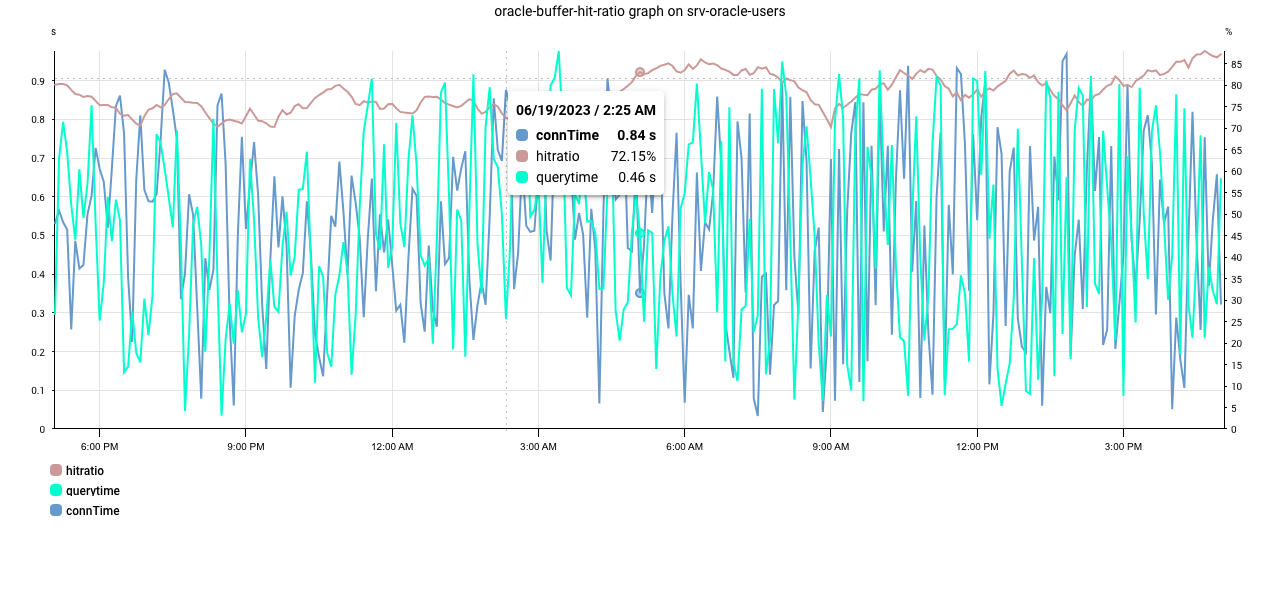 oracle-buffer-hit-ratio graph on srv-oracle-users
s
%
0.9
0.8
0.7
0.6
0.5
0.4
0.3
0.2
0.1
0
85
80
75
70
65
60
55
50
45
40
35
30
25
20
15
10
5
0
06/19/2023 / 2:25 AM
connTime 0.84 s
hitratio 72.15%
querytime 0.46 s
6:00 PM 9:00 PM 12:00 AM 3:00 AM 6:00 AM 9:00 AM 12:00 PM 3:00 PM
hitratio
querytime
connTime